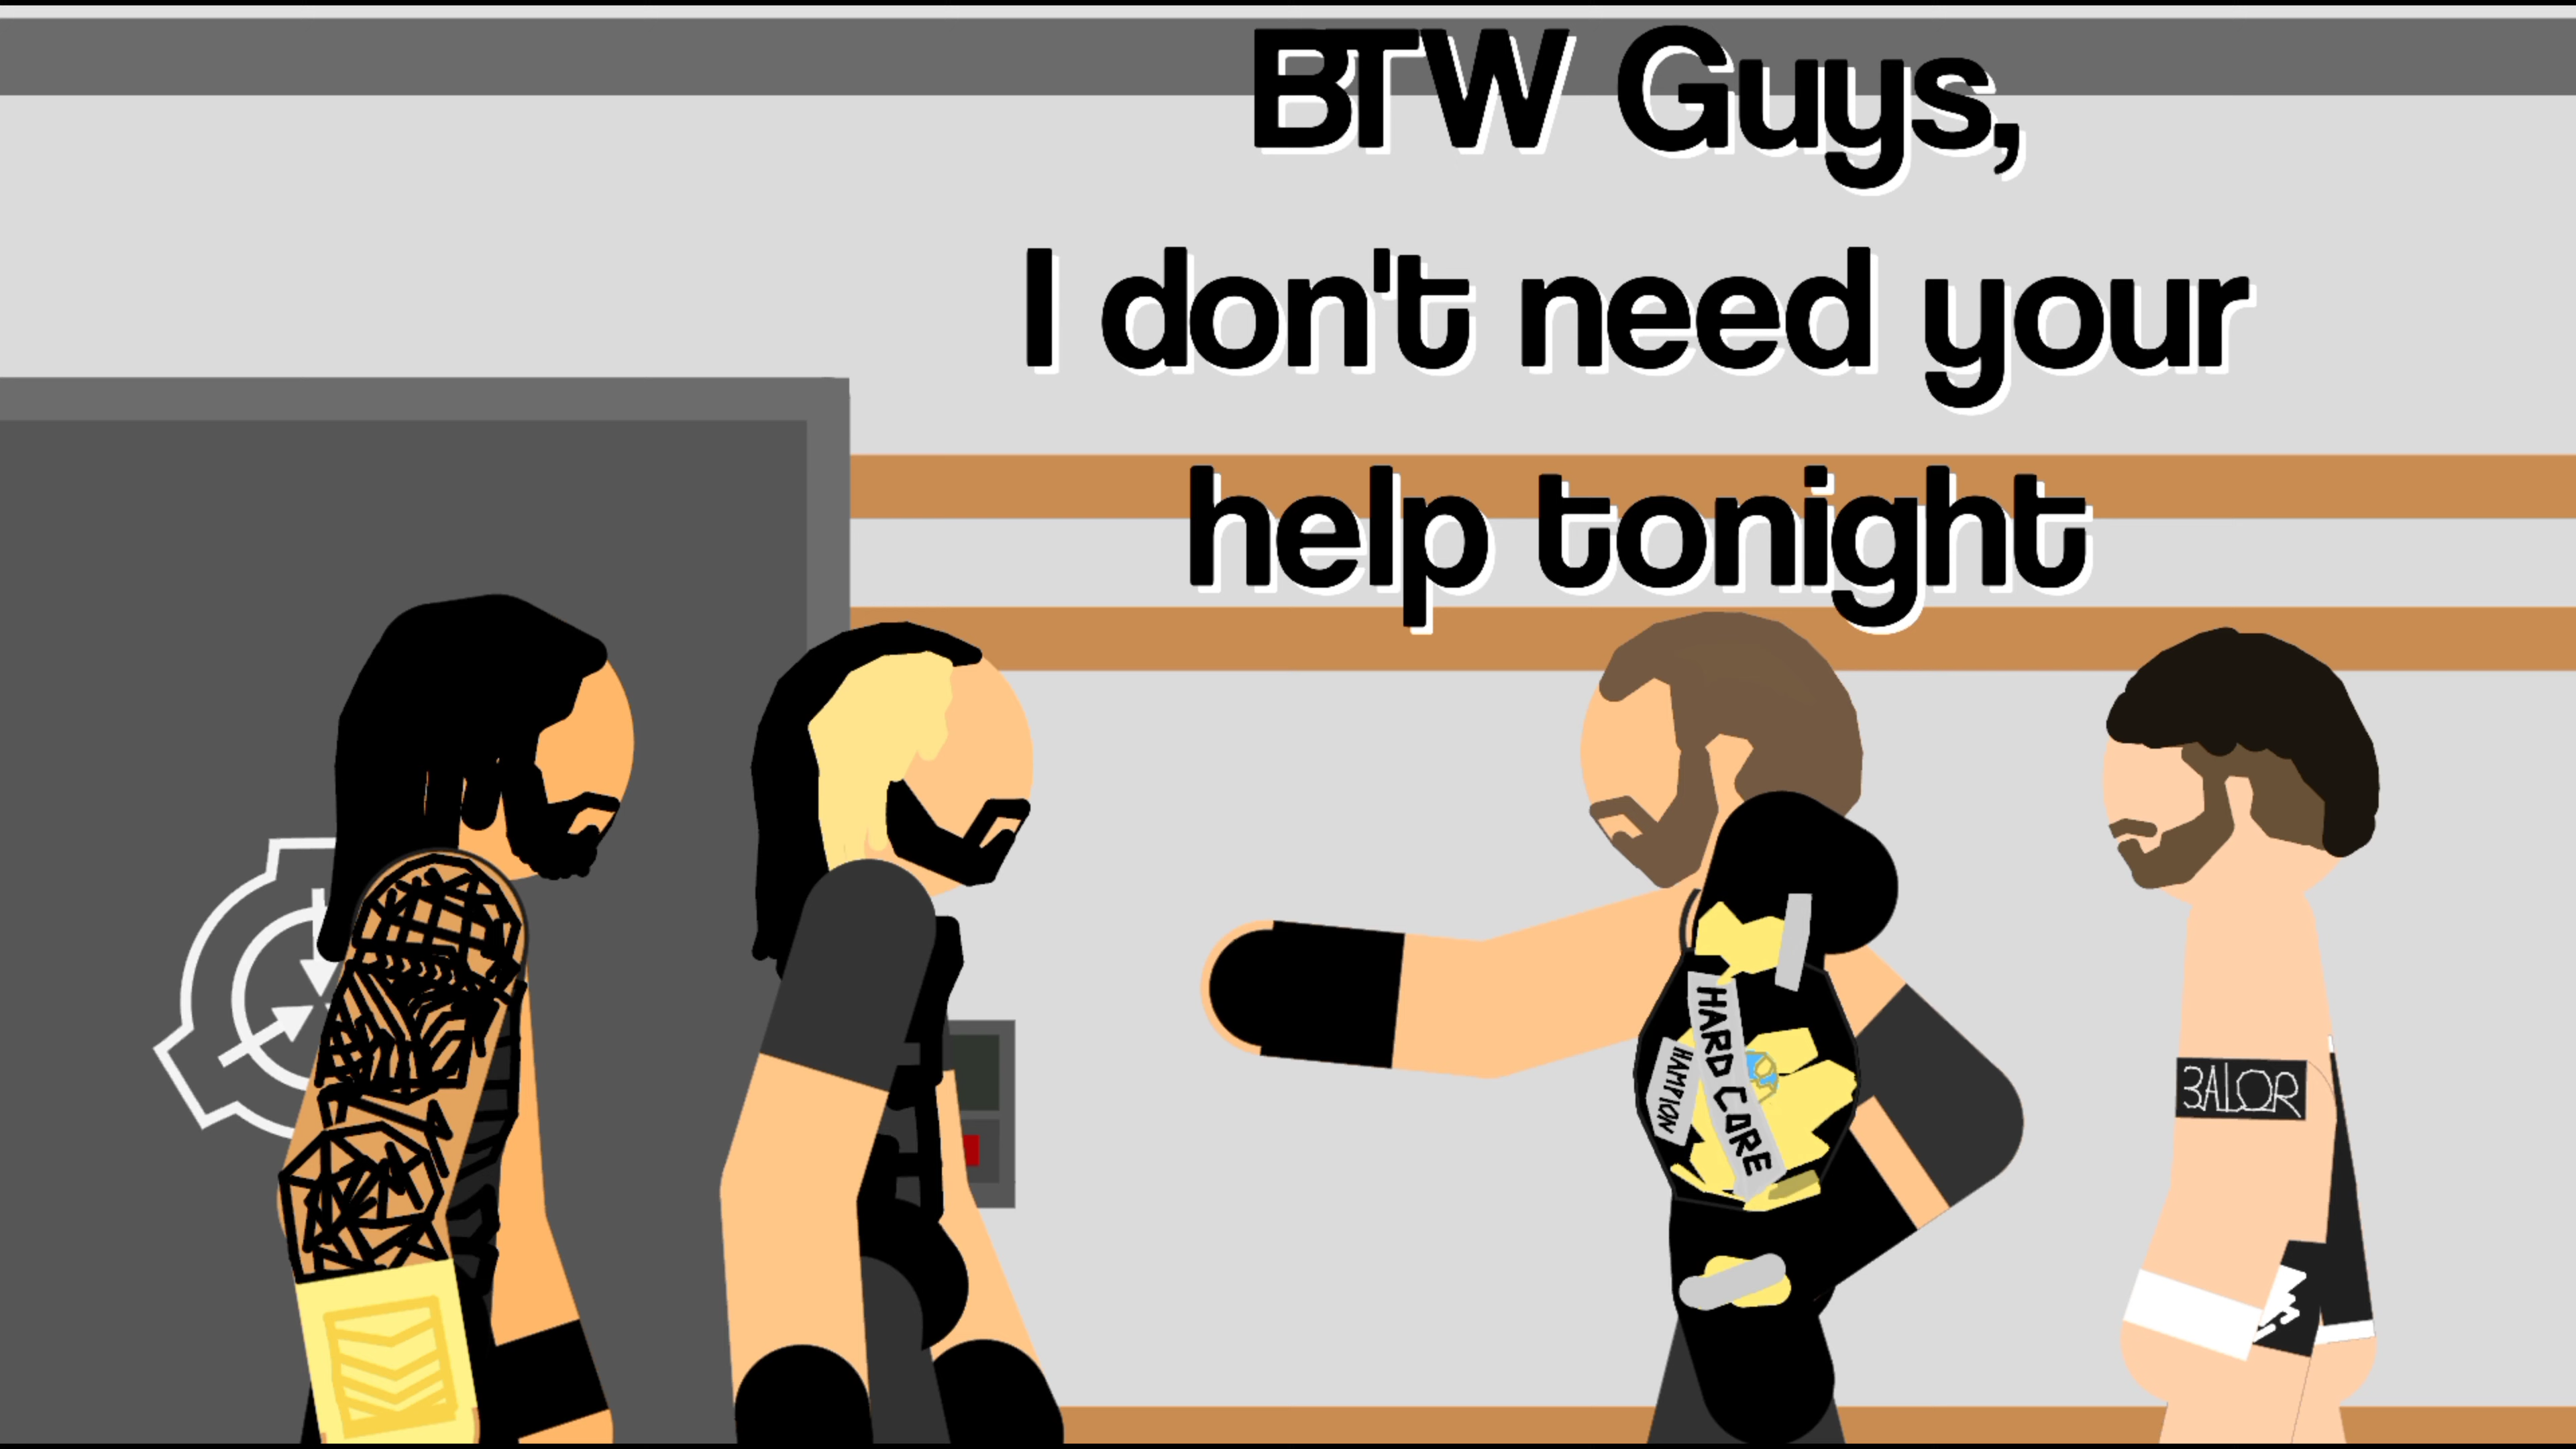 BTW Guys,
I don't need your
help tonight
HARD CORE
HAMPION
BALOR